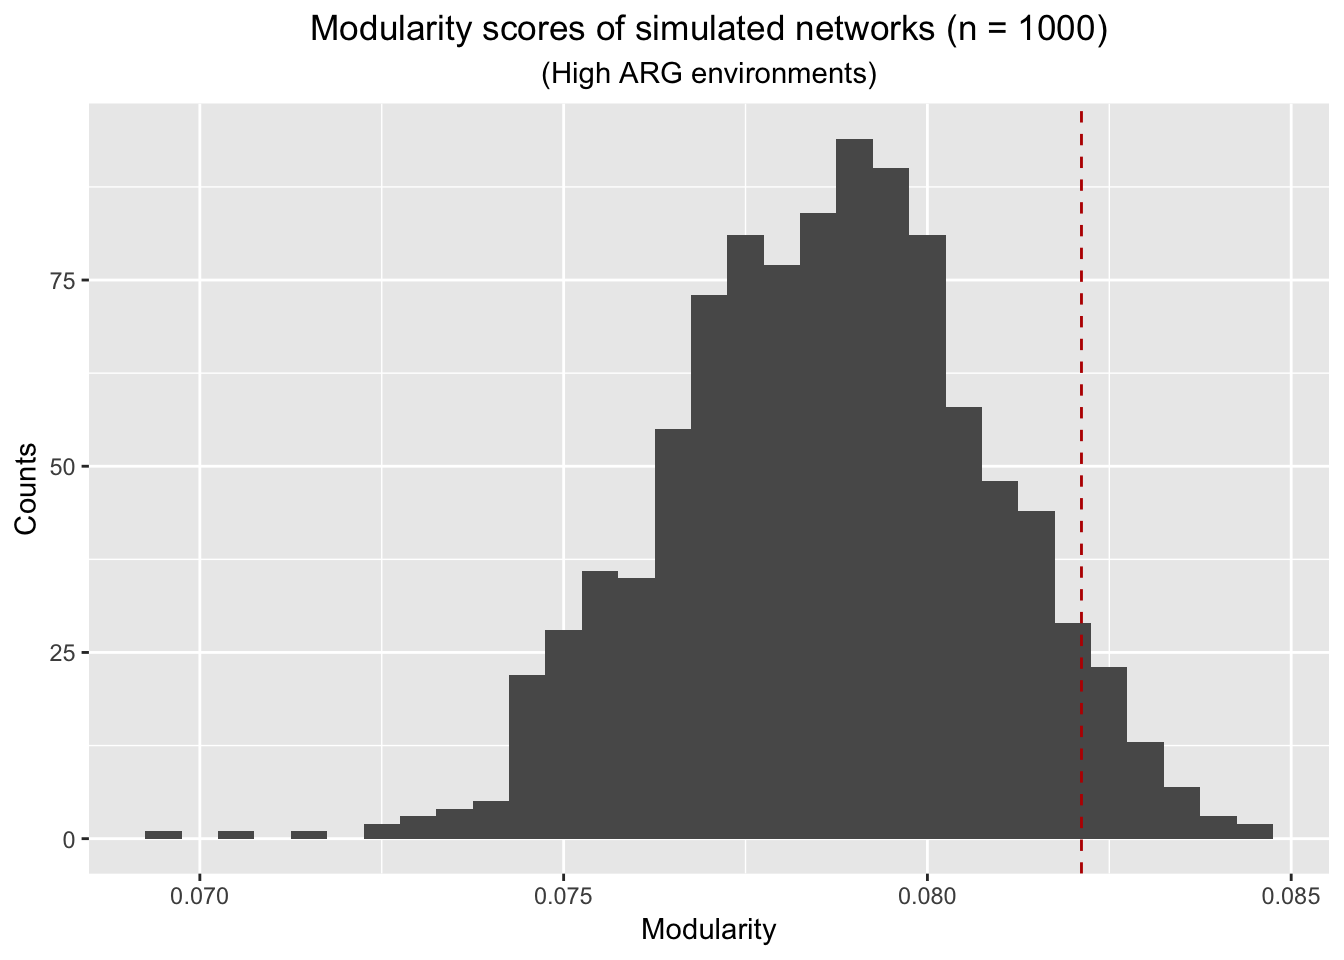 Modularity scores of simulated networks (n = 1000)
(High ARG environments)
75
50
25
0
Counts
0.070 0.075 0.080 0.085
Modularity